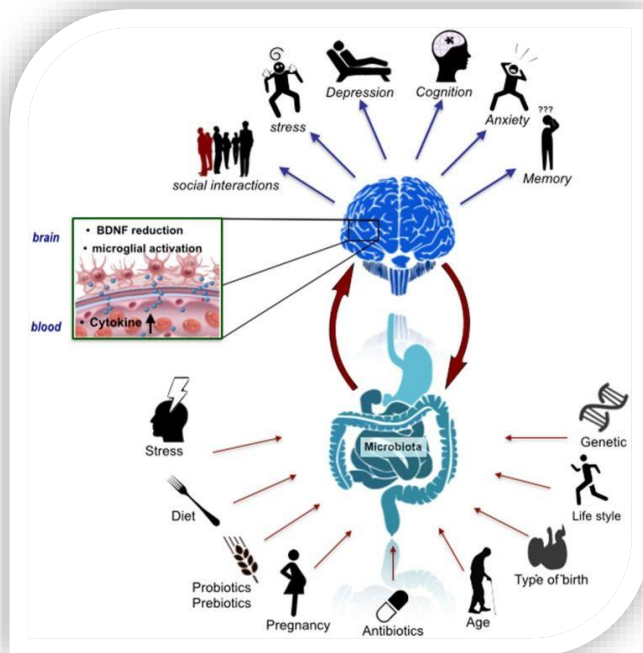 Depression
Cognition
stress
Anxiety
???
social interactions
Memory
brain
• BDNF reduction
• microglial activation
blood
• Cytokine
Microbiota
Stress
Genetic
Diet
Life style
Probiotics
Prebiotics
Type of birth
Pregnancy
Antibiotics
Age